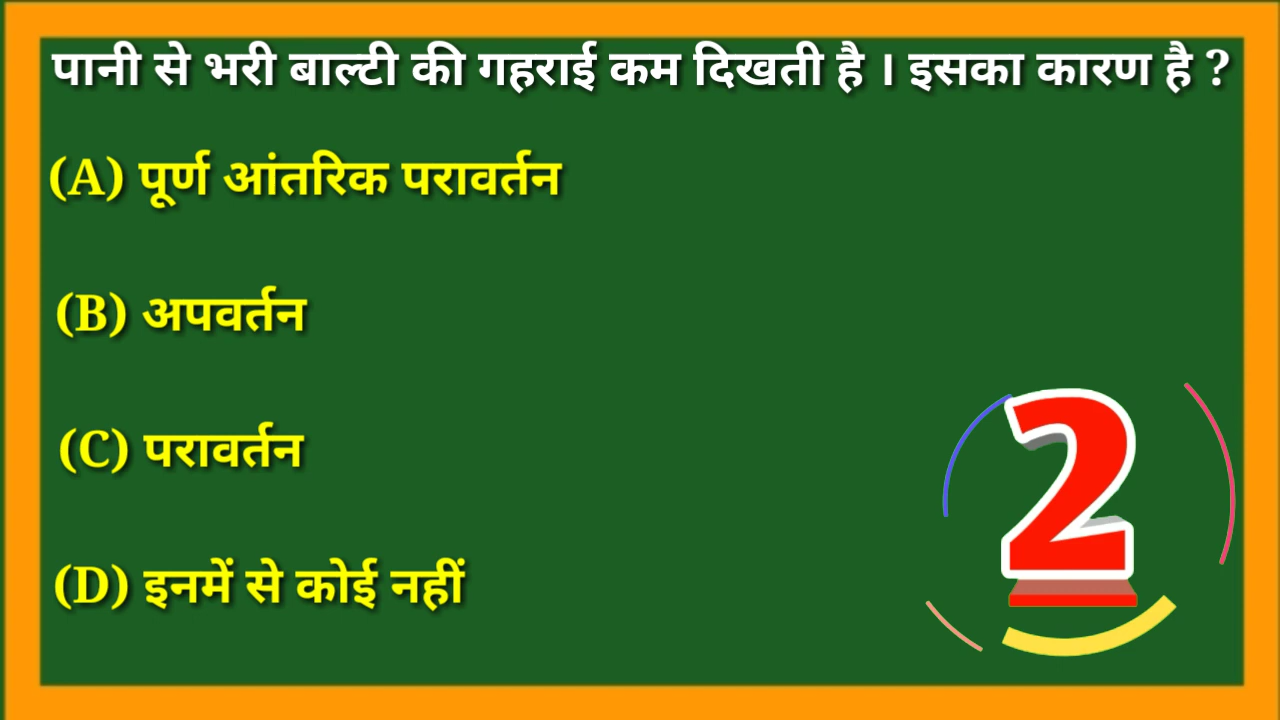 पानी से भरी बाल्टी की गहराई कम दिखती है । इसका कारण है ?
(A) पूर्ण आंतरिक परावर्तन
(B) अपवर्तन
(C) परावर्तन
(D) इनमें से कोई नहीं
2